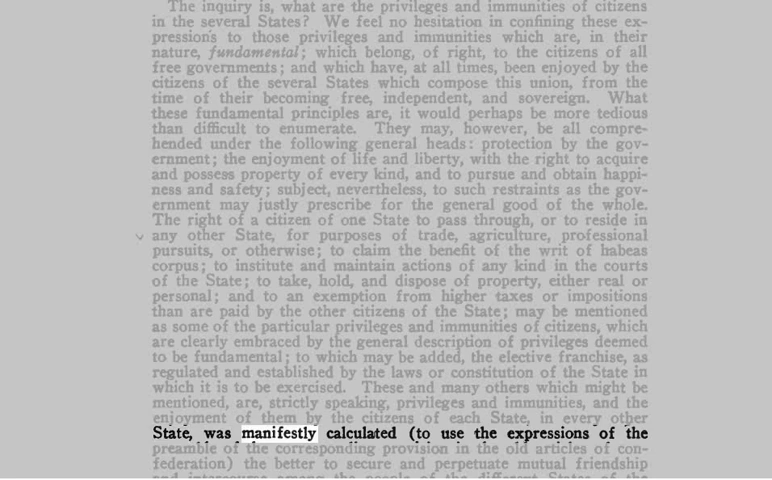 The inquiry is, what are the privileges and immunities of citizens
in the several States? We feel no hesitation in confining these ex-
pressions to those privileges and immunities which are, in their
nature, fundamental; which belong, of right, to the citizens of all
free governments; and which have, at all times, been enjoyed by the
citizens of the several States which compose this union, from the
time of their becoming free, independent, and sovereign. What
these fundamental principles are, it would perhaps be more tedious
than difficult to enumerate. They may, however, be all compre-
hended under the following general heads: protection by the gov-
ernment; the enjoyment of life and liberty, with the right to acquire
and possess property of every kind, and to pursue and obtain happi-
ness and safety; subject, nevertheless, to such restraints as the gov-
ernment may justly prescribe for the general good of the whole.
The right of a citizen of one State to pass through, or to reside in
any other State, for purposes of trade, agriculture, professional
pursuits, or otherwise; to claim the benefit of the writ of habeas
corpus; to institute and maintain actions of any kind in the courts
of the State; to take, hold, and dispose of property, either real or
personal; and to an exemption from higher taxes or impositions
than are paid by the other citizens of the State; may be mentioned
as some of the particular privileges and immunities of citizens, which
are clearly embraced by the general description of privileges deemed
to be fundamental; to which may be added, the elective franchise, as
regulated and established by the laws or constitution of the State in
which it is to be exercised. These and many others which might be
mentioned, are, strictly speaking, privileges and immunities, and the
enjoyment of them by the citizens of each State, in every other
State, was manifestly calculated (to use the expressions of the
preamble of the corresponding provision in the old articles of con-
federation) the better to secure and perpetuate mutual friendship
and intercourse among the people of the different States of the